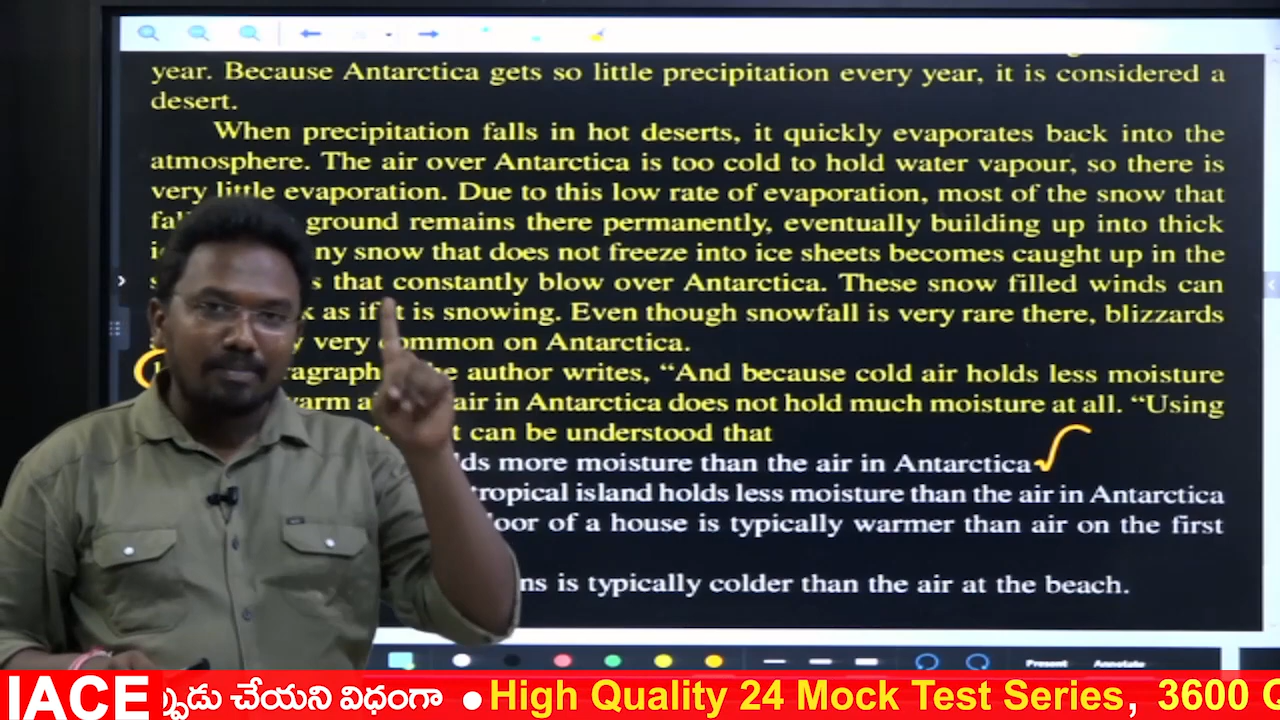 year. Because Antarctica gets so little precipitation every year, it is considered a
desert.
When precipitation falls in hot deserts, it quickly evaporates back into the
atmosphere. The air over Antarctica is too cold to hold water vapour, so there is
very little evaporation. Due to this low rate of evaporation, most of the snow that
ground remains there permanently, eventually building up into thick
snow that does not freeze into ice sheets becomes caught up in the
that constantly blow over Antarctica. These snow filled winds can
as if it is snowing. Even though snowfall is very rare there, blizzards
very common on Antarctica.
author writes, “And because cold air holds less moisture
air in Antarctica does not hold much moisture at all. “Using
can be understood that
more moisture than the air in Antarctica
tropical island holds less moisture than the air in Antarctica
of a house is typically warmer than air on the first
is typically colder than the air at the beach.
Present Annotate
IACE చేయని విధంగా ● High Quality 24 Mock Test Series, 3600